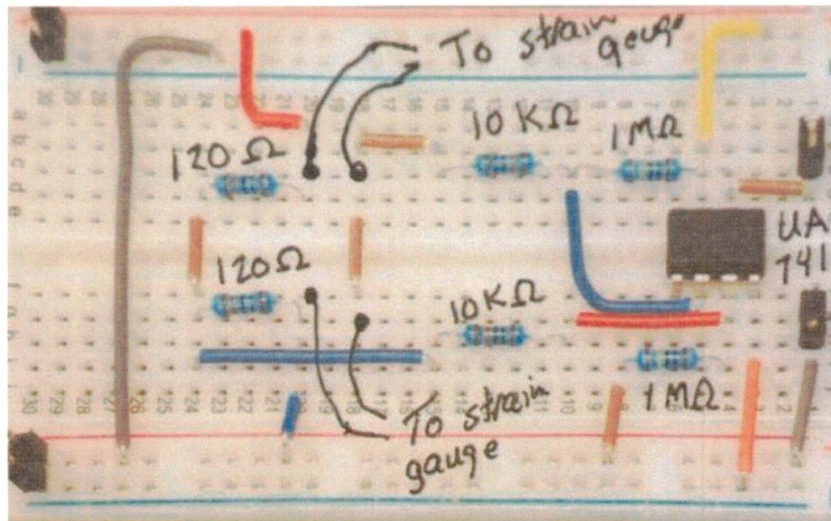 To strain
gauge
10 KΩ
1 MΩ
120 Ω
UA
741
120 Ω
10 KΩ
1 MΩ
To strain
gauge